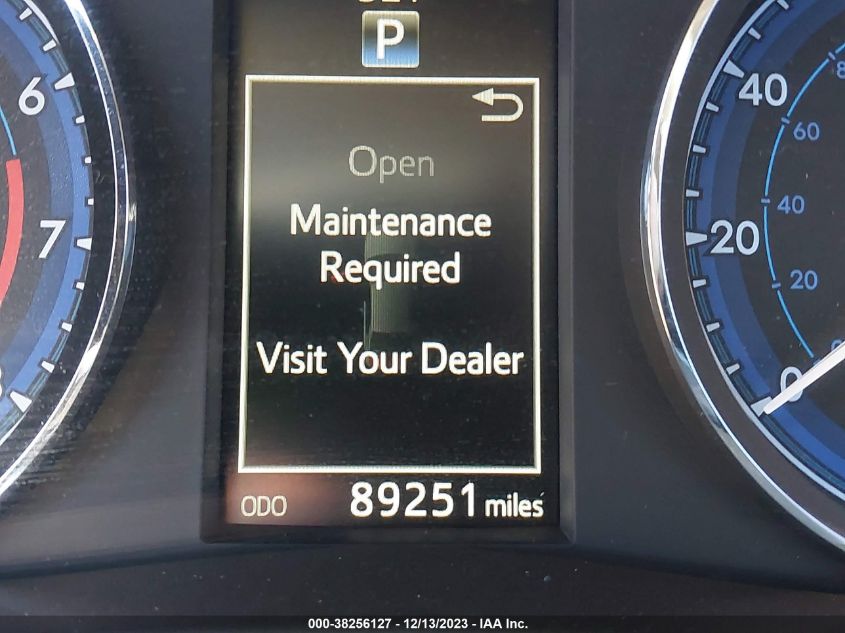 P
Open
Maintenance
Required
Visit Your Dealer
ODO 89251 miles
6
7
40
20
0
60
40
20
000-38256127 - 12/13/2023 - IAA Inc.